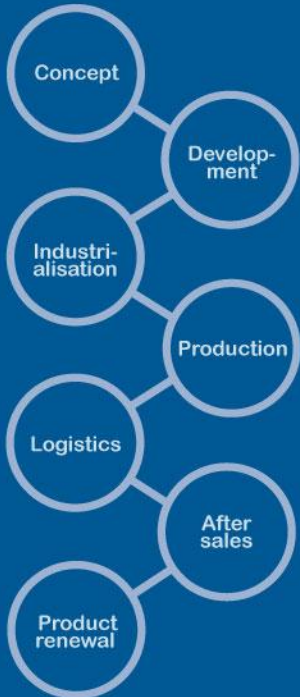 Concept
Develop-
ment
Industri-
alisation
Production
Logistics
After
sales
Product
renewal